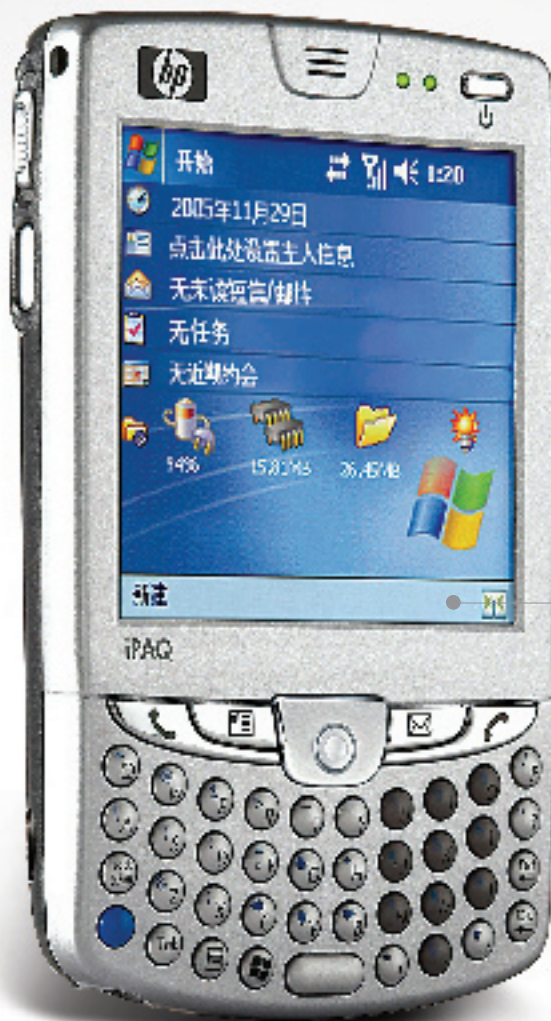 hp
开始 1:20
2005年11月29日
点击此处设置主人信息
无未读短信/邮件
无任务
无近期约会
94% 15.81MB 26.45MB
新建
iPAQ
Tab